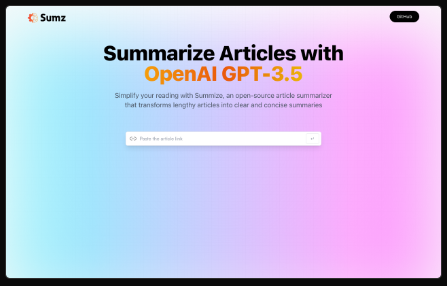 Sumz
GitHub
Summarize Articles with
OpenAI GPT-3.5
Simplify your reading with Summize, an open-source article summarizer
that transforms lengthy articles into clear and concise summaries
Paste the article link